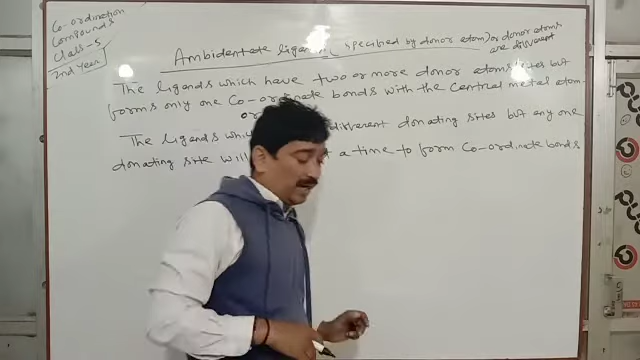 Co-ordination
Compounds
Class-5
2nd Year
Ambidentate ligan (specified by donor atom) or donor atoms
are different
The ligands which have two or more donor atoms/sites but
forms only one Co-ordinate bonds with the Central metal atom
or
The ligands which different donating sites but any one
donating site will a time to form Co-ordinate bonds